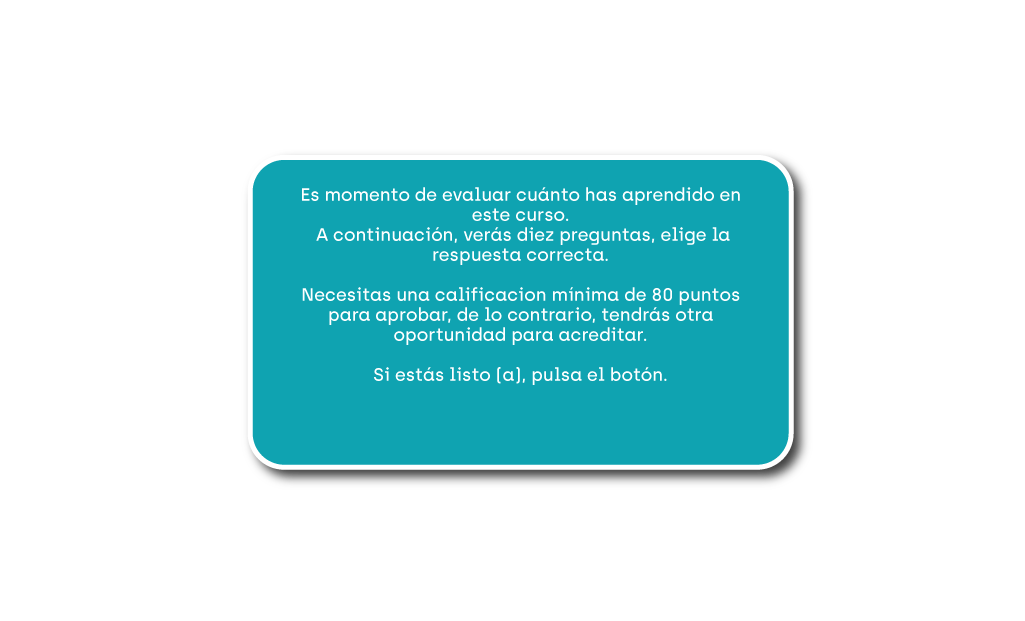 Es momento de evaluar cuánto has aprendido en
este curso.
A continuación, verás diez preguntas, elige la
respuesta correcta.
Necesitas una calificacion mínima de 80 puntos
para aprobar, de lo contrario, tendrás otra
oportunidad para acreditar.
Si estás listo (a), pulsa el botón.